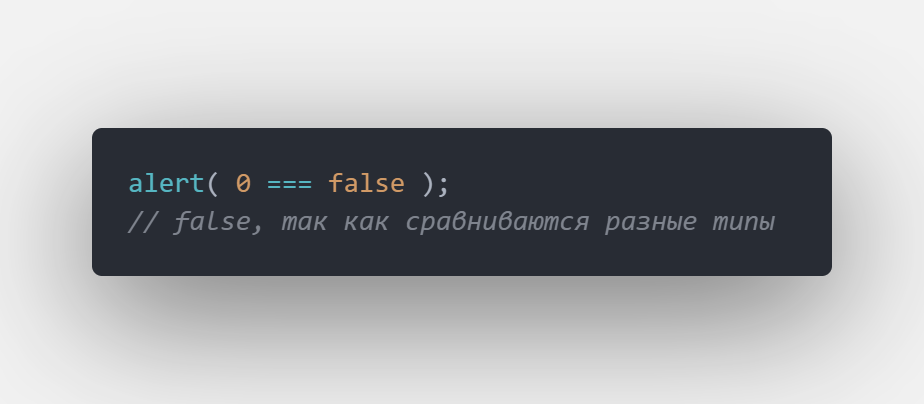 alert( 0 === false );
// false, так как сравниваются разные типы